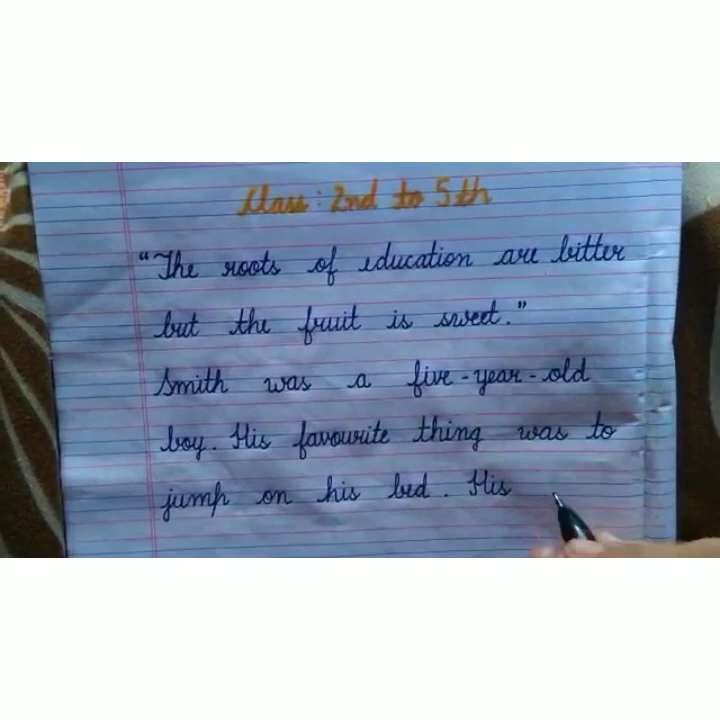 Class : 2nd to 5th
"The roots of education are bitter
but the fruit is sweet."
Smith was a five-year-old
boy. His favourite thing was to
jump on his bed. His